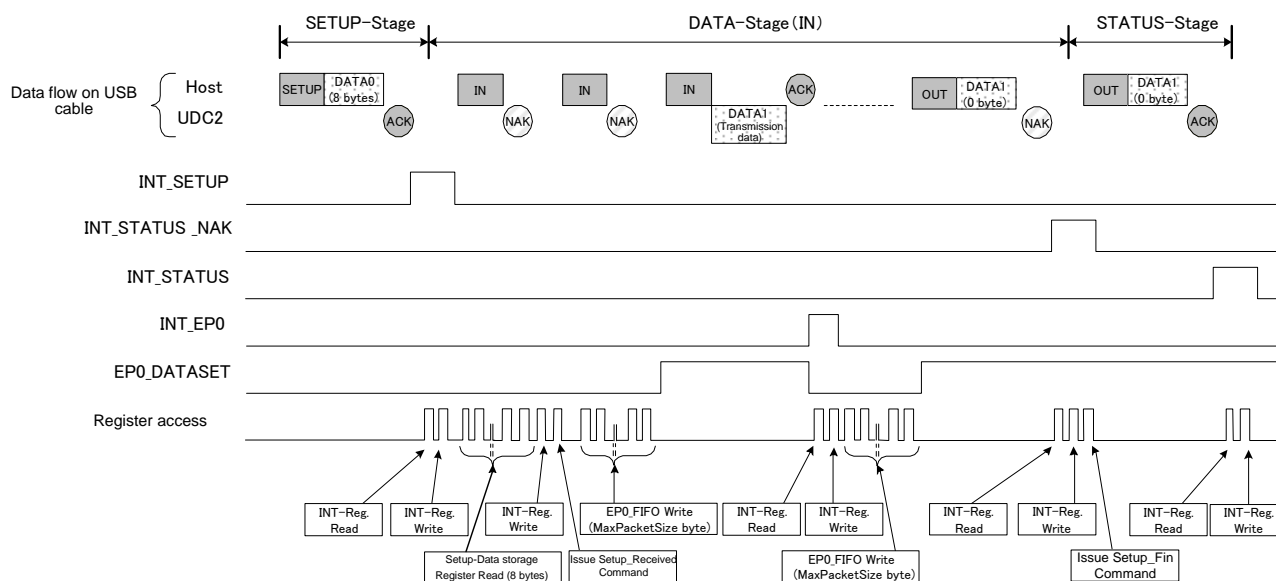 SETUP-Stage
DATA-Stage(IN)
STATUS-Stage
Data flow on USB
cable
Host
UDC2
SETUP
DATA0
(8 bytes)
ACK
IN
NAK
IN
NAK
IN
DATA1
(Transmission
data)
ACK
OUT
DATA1
(0 byte)
NAK
OUT
DATA1
(0 byte)
ACK
INT_SETUP
INT_STATUS _NAK
INT_STATUS
INT_EP0
EP0_DATASET
Register access
INT-Reg.
Read
INT-Reg.
Write
INT-Reg.
Write
EP0_FIFO Write
(MaxPacketSize byte)
INT-Reg.
Read
INT-Reg.
Write
INT-Reg.
Read
INT-Reg.
Write
INT-Reg.
Read
INT-Reg.
Write
Setup-Data storage
Register Read (8 bytes)
Issue Setup_Received
Command
EP0_FIFO Write
(MaxPacketSize byte)
Issue Setup_Fin
Command